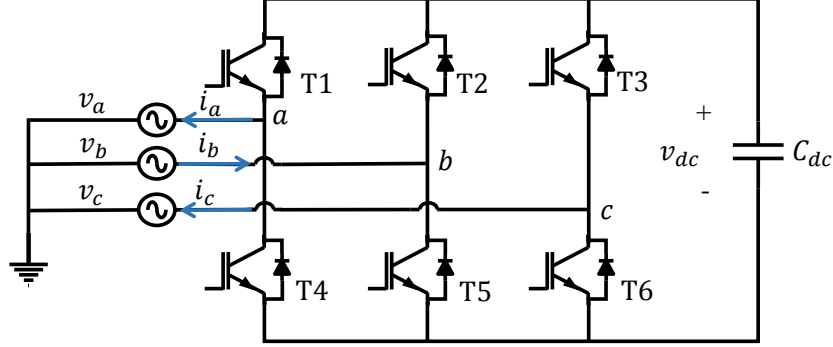 T1
T2
T3
v_a
i_a
a
+
v_b
i_b
b
v_dc
C_dc
v_c
i_c
c
-
T4
T5
T6